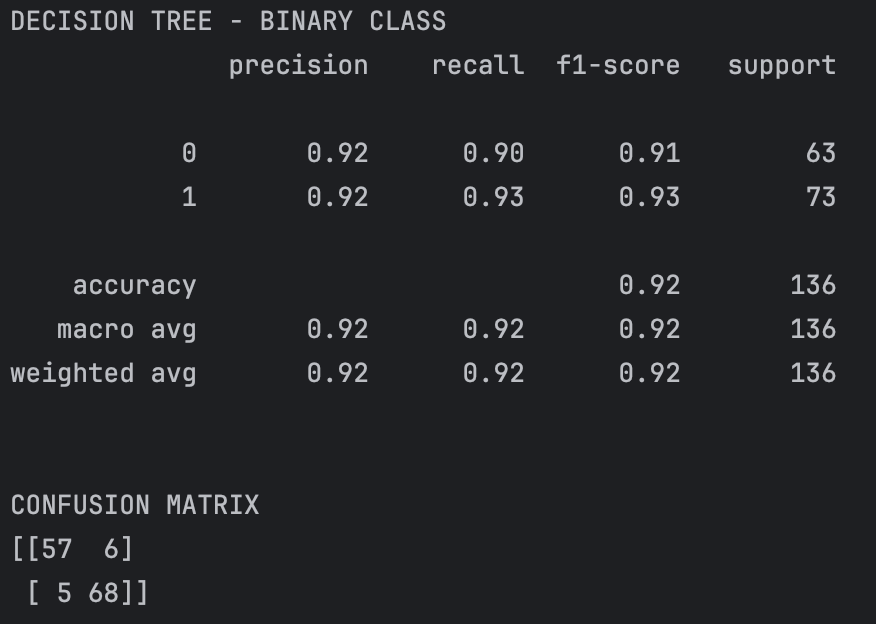 DECISION TREE - BINARY CLASS
              precision    recall  f1-score   support

           0       0.92      0.90      0.91        63
           1       0.92      0.93      0.93        73

    accuracy                           0.92       136
   macro avg       0.92      0.92      0.92       136
weighted avg       0.92      0.92      0.92       136

CONFUSION MATRIX
[[57  6]
 [ 5 68]]